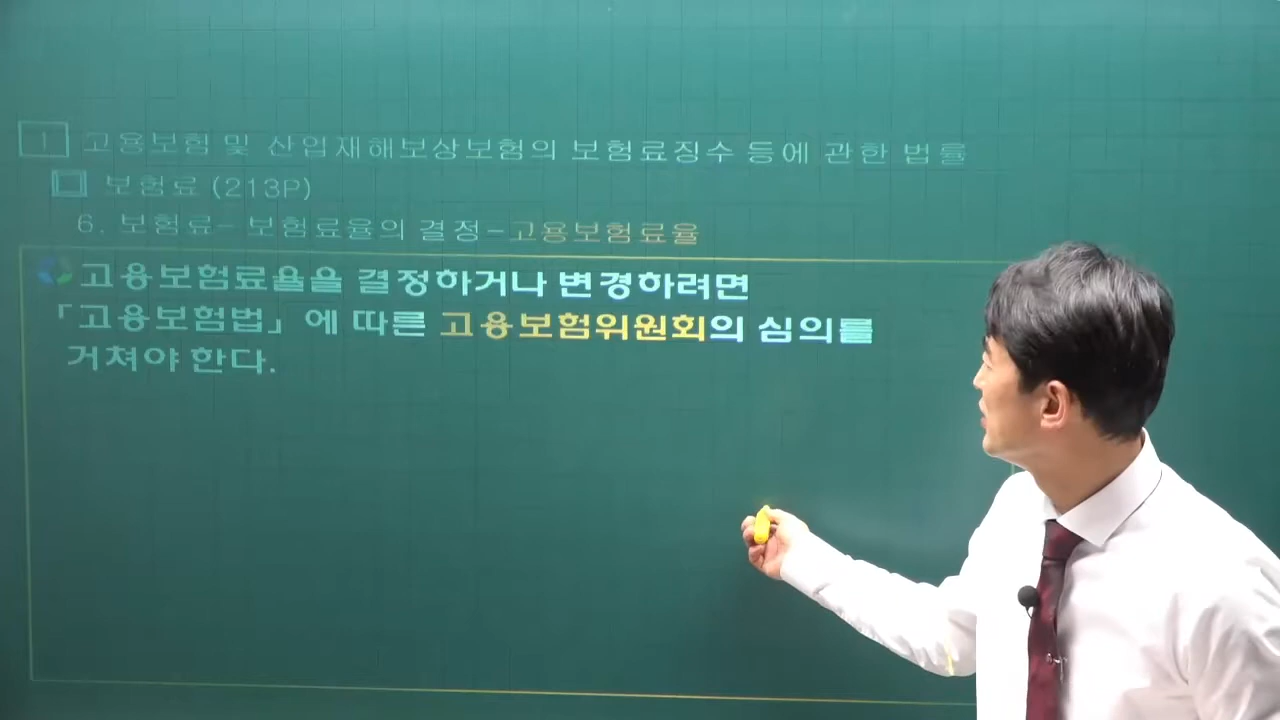 1 고용보험 및 산업재해보상보험의 보험료징수 등에 관한 법률
보험료 (213P)
6. 보험료- 보험료율의 결정-고용보험료율
고용보험료율을 결정하거나 변경하려면
「고용보험법」에 따른 고용보험위원회의 심의를
거쳐야 한다.